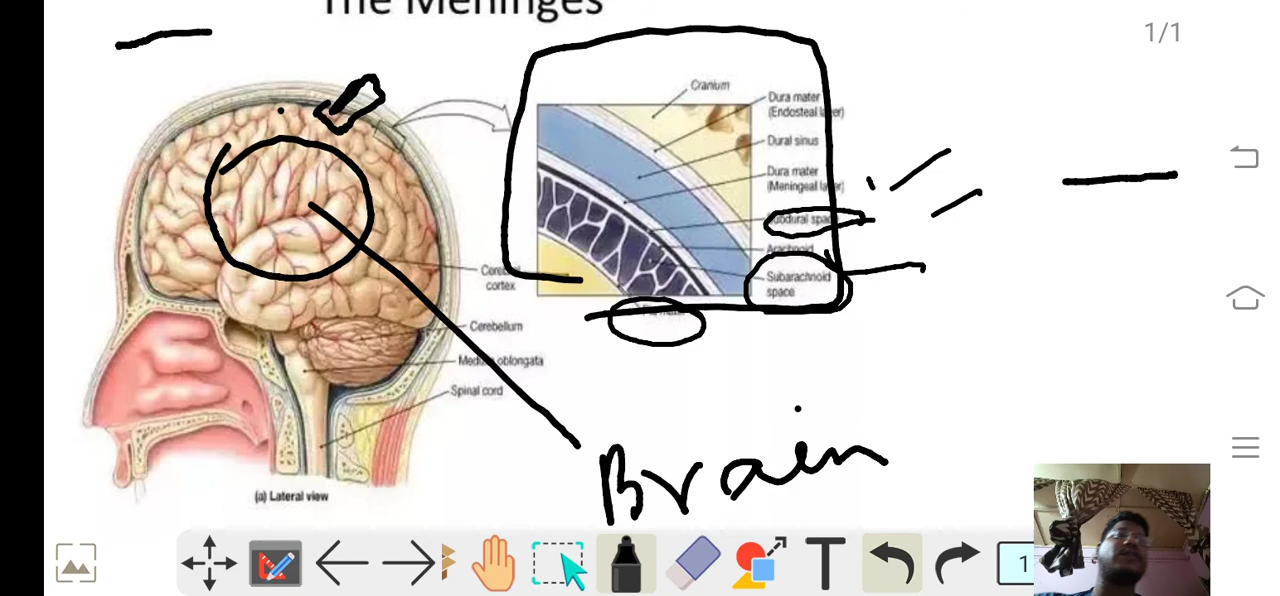 The Meninges
1/1
Cranium
Dura mater
(Endosteal layer)
Dural sinus
Dura mater
(Meningeal layer)
Subdural space
Arachnoid
Subarachnoid
space
Cerebral
cortex
Cerebellum
Medulla oblongata
Spinal cord
(a) Lateral view
Brain
T
1